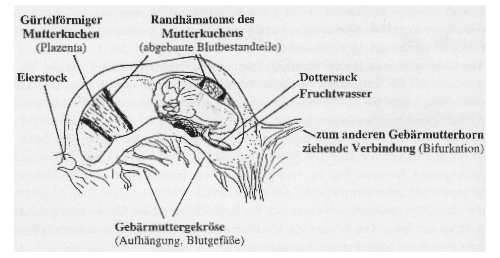 Gürtelförmiger
Mutterkuchen
(Plazenta)
Randhämatome des
Mutterkuchens
(abgebaute Blutbestandteile)
Eierstock
Dottersack
Fruchtwasser
zum anderen Gebärmutterhorn
ziehende Verbindung (Bifurkation)
Gebärmuttergekröse
(Aufhängung, Blutgefäße)